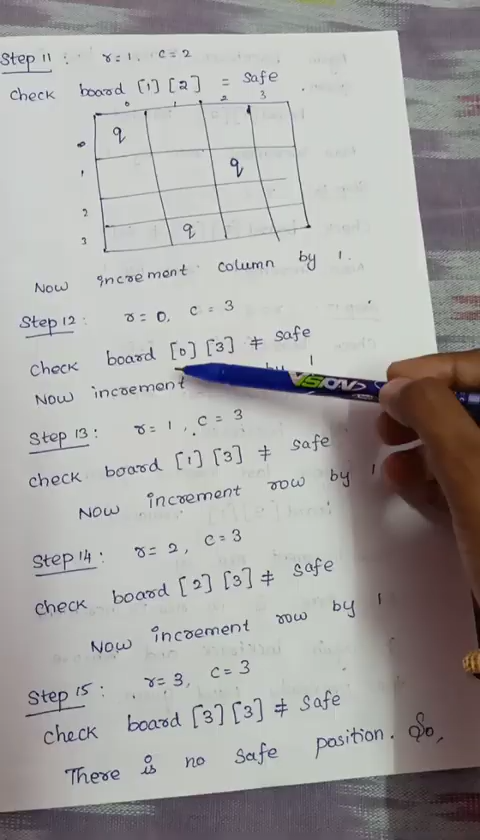 Step 11 : r=1, c=2
Check board [1] [2] = Safe.
0 1 2 3
0 q
1 q
2
3 q
Now increment column by 1.
Step 12 : r=0, c=3
Check board [0] [3] ≠ safe
Now increment by 1
Step 13 : r=1, c=3
check board [1] [3] ≠ safe
Now increment row by 1
Step 14 : r=2, c=3
check board [2] [3] ≠ safe
Now increment row by 1
Step 15 : r=3, c=3
check board [3] [3] ≠ Safe
There is no safe position. So,
VISION